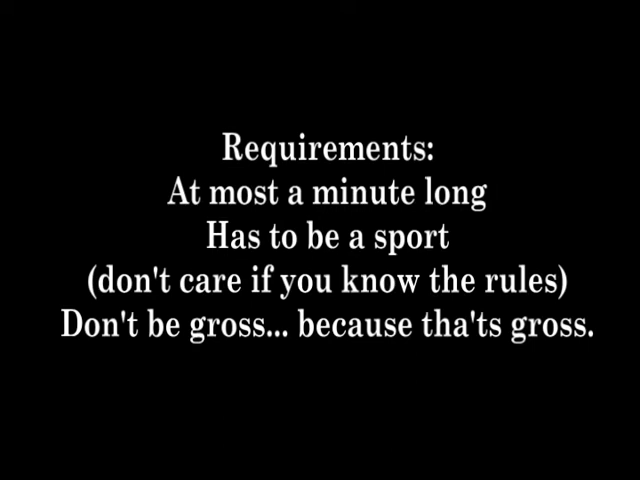 Requirements:
At most a minute long
Has to be a sport
(don't care if you know the rules)
Don't be gross... because tha'ts gross.